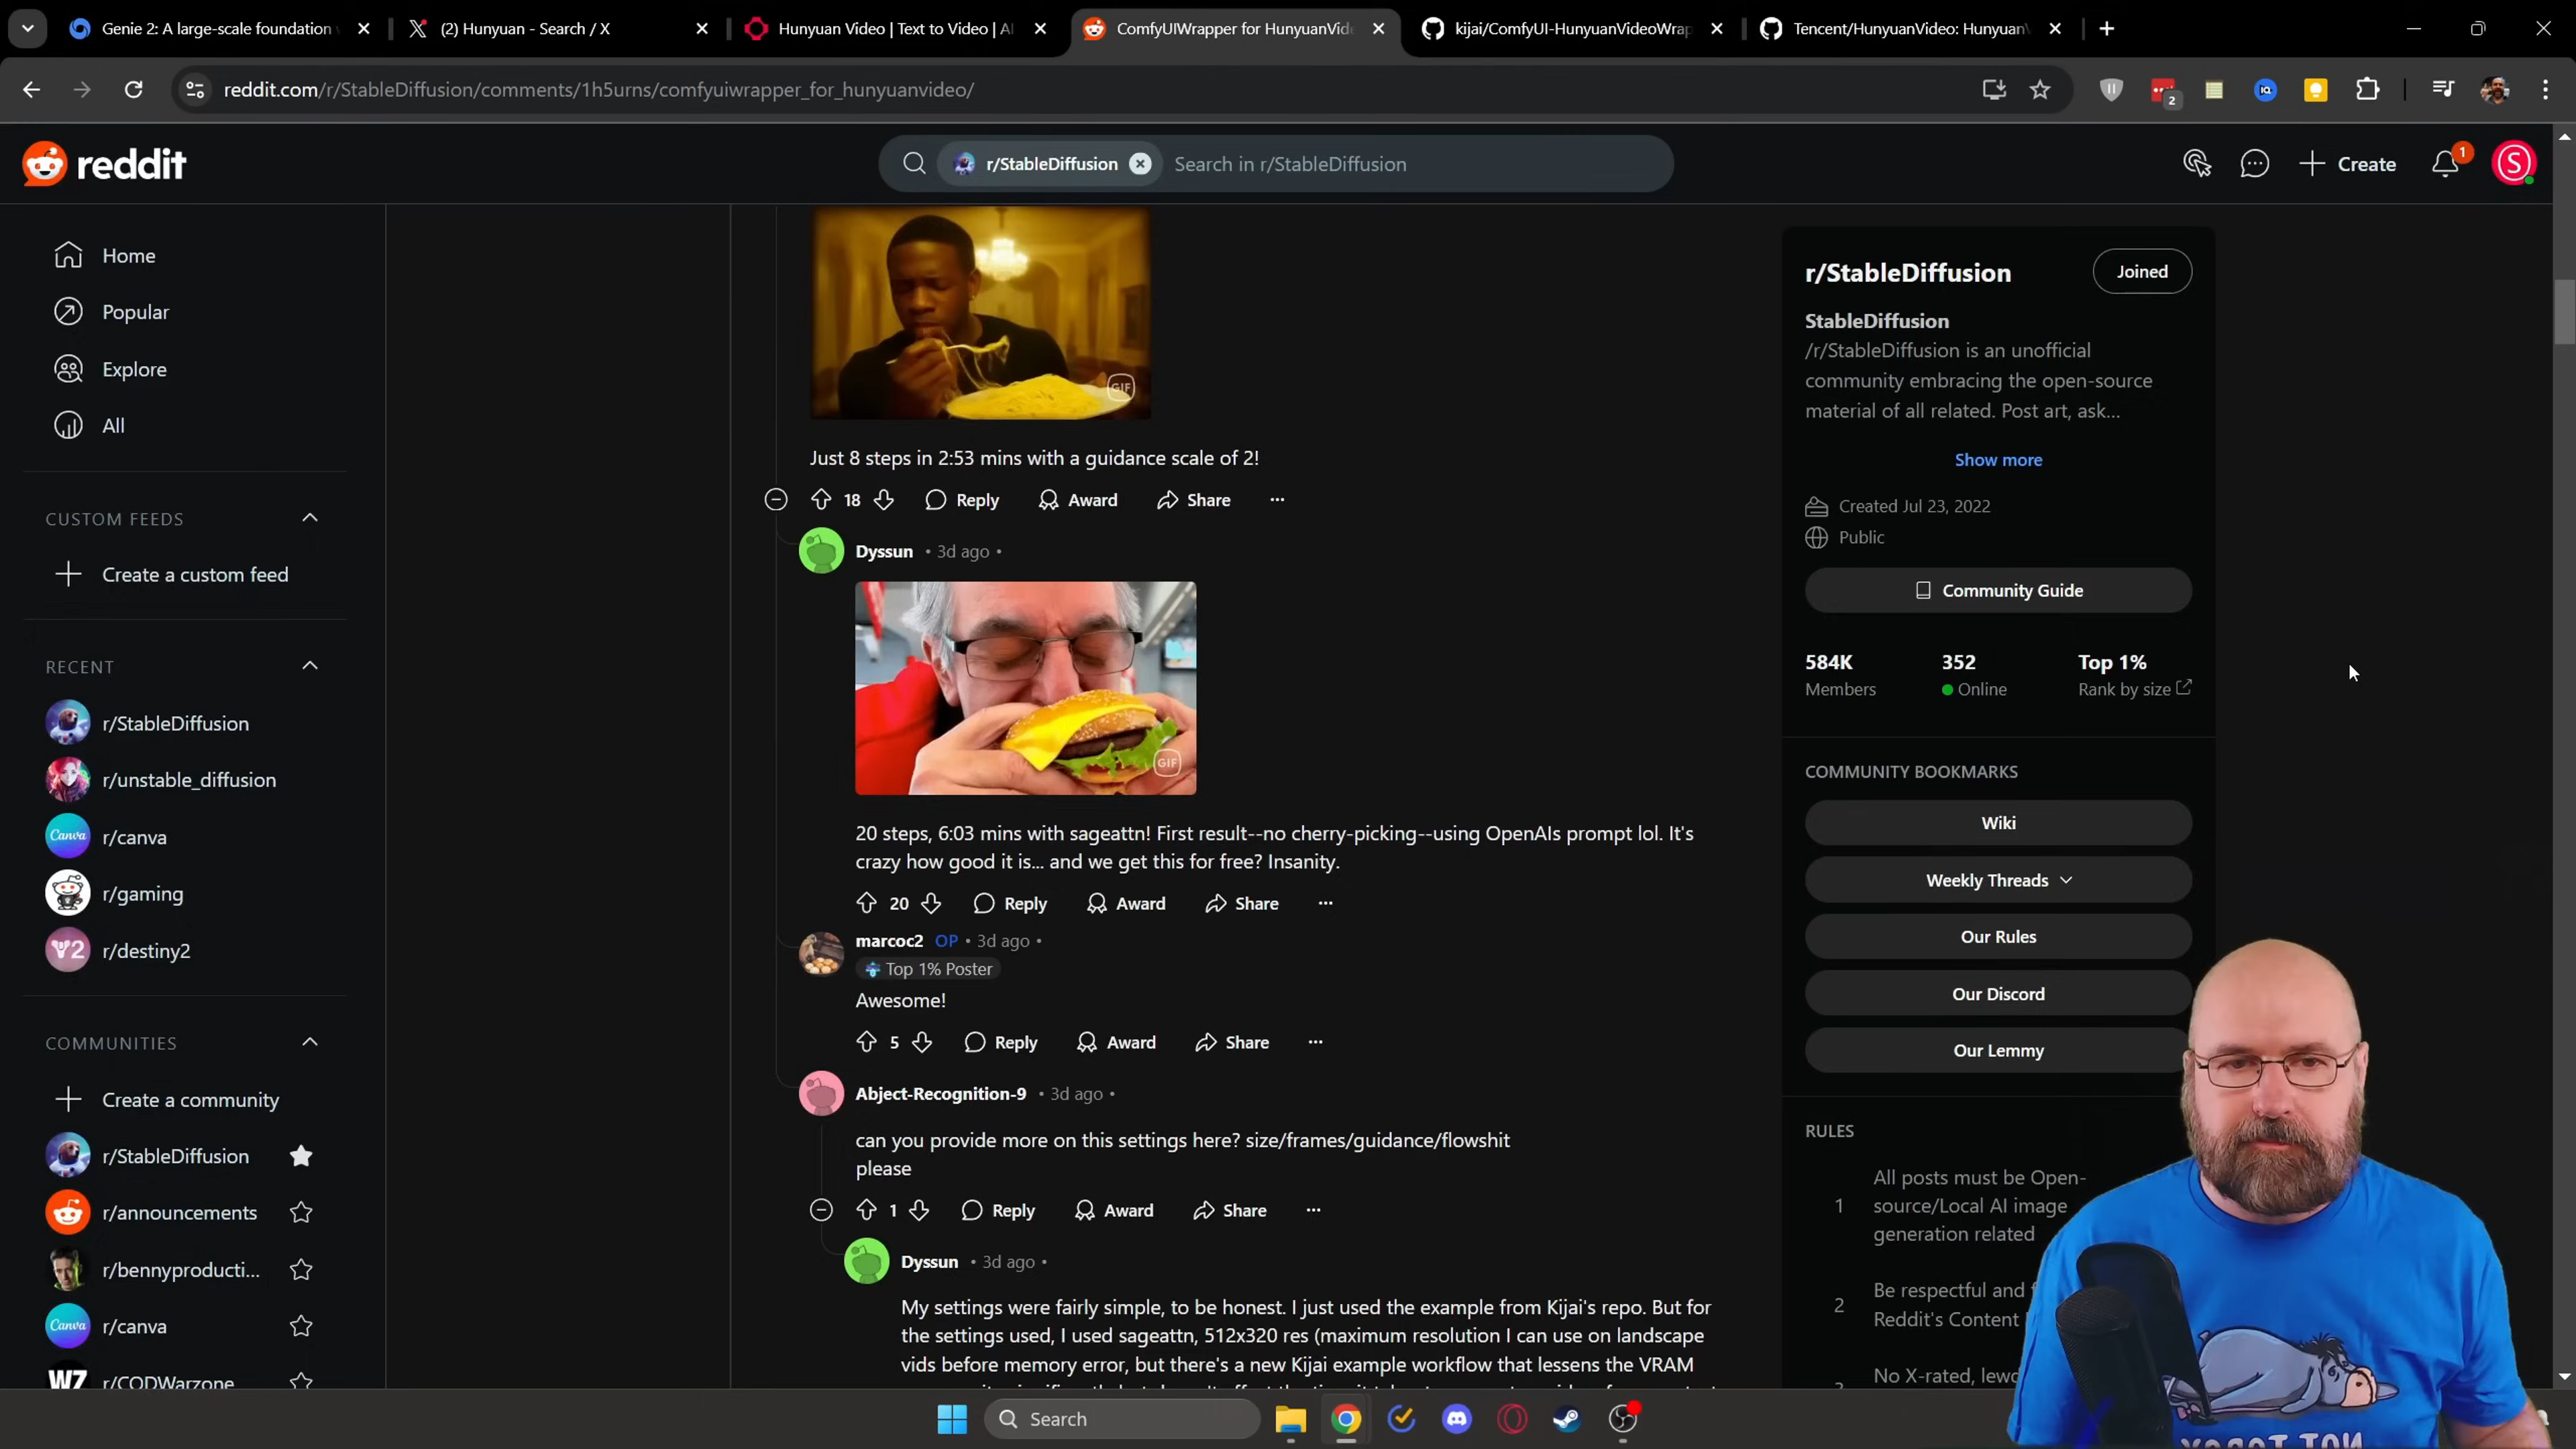 Genie 2: A large-scale foundation
(2) Hunyuan - Search / X
Hunyuan Video | Text to Video | AI
ComfyUIWrapper for HunyuanVide
kijai/ComfyUI-HunyuanVideoWrap
Tencent/HunyuanVideo: Hunyuan
reddit.com/r/StableDiffusion/comments/1h5urns/comfyuiwrapper_for_hunyuanvideo/
2
reddit
r/StableDiffusion
Search in r/StableDiffusion
Create
1
S
Home
Popular
Explore
All
CUSTOM FEEDS
Create a custom feed
RECENT
r/StableDiffusion
r/unstable_diffusion
Canva
r/canva
r/gaming
r/destiny2
COMMUNITIES
Create a community
r/StableDiffusion
r/announcements
r/bennyproducti...
Canva
r/canva
WZ
r/CODWarzone
GIF
Just 8 steps in 2:53 mins with a guidance scale of 2!
18 Reply Award Share
Dyssun • 3d ago •
GIF
20 steps, 6:03 mins with sageattn! First result--no cherry-picking--using OpenAIs prompt lol. It's
crazy how good it is... and we get this for free? Insanity.
20 Reply Award Share
marcoc2 OP • 3d ago •
Top 1% Poster
Awesome!
5 Reply Award Share
Abject-Recognition-9 • 3d ago •
can you provide more on this settings here? size/frames/guidance/flowshit
please
1 Reply Award Share
Dyssun • 3d ago •
My settings were fairly simple, to be honest. I just used the example from Kijai's repo. But for
the settings used, I used sageattn, 512x320 res (maximum resolution I can use on landscape
vids before memory error, but there's a new Kijai example workflow that lessens the VRAM
r/StableDiffusion
Joined
StableDiffusion
/r/StableDiffusion is an unofficial
community embracing the open-source
material of all related. Post art, ask...
Show more
Created Jul 23, 2022
Public
Community Guide
584K 352 Top 1%
Members Online Rank by size
COMMUNITY BOOKMARKS
Wiki
Weekly Threads
Our Rules
Our Discord
Our Lemmy
RULES
1 All posts must be Open-
source/Local AI image
generation related
2 Be respectful and
Reddit's Content
No X-rated, lewd
Search